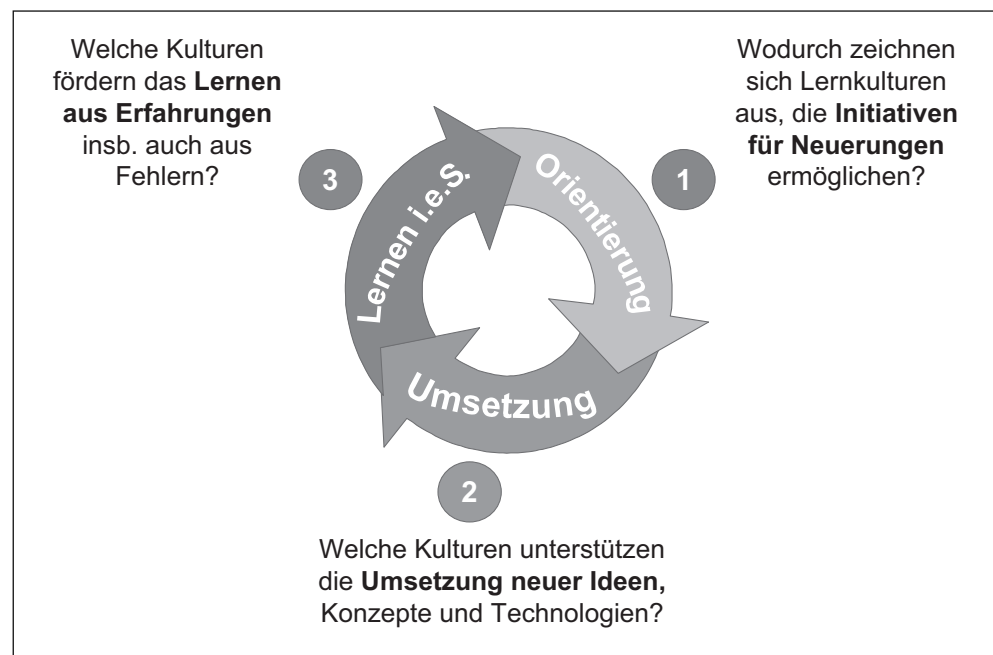 Welche Kulturen
fördern das Lernen
aus Erfahrungen
insb. auch aus
Fehlern?
3
Lernen i.e.S.
Wodurch zeichnen
sich Lernkulturen
aus, die Initiativen
für Neuerungen
ermöglichen?
1
Orientierung
Umsetzung
2
Welche Kulturen unterstützen
die Umsetzung neuer Ideen,
Konzepte und Technologien?